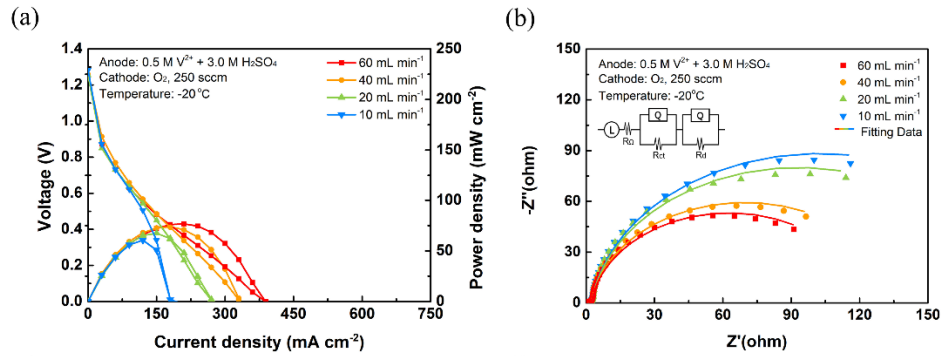 (a)
1.4
1.2
1.0
0.8
0.6
0.4
0.2
0.0
Voltage (V)
Anode: 0.5 M V²⁺ + 3.0 M H₂SO₄
Cathode: O₂, 250 sccm
Temperature: -20°C
60 mL min⁻¹
40 mL min⁻¹
20 mL min⁻¹
10 mL min⁻¹
250
200
150
100
50
0
Power density (mW cm⁻²)
0 150 300 450 600 750
Current density (mA cm⁻²)
(b)
150
120
90
60
30
0
-Z''(ohm)
Anode: 0.5 M V²⁺ + 3.0 M H₂SO₄
Cathode: O₂, 250 sccm
Temperature: -20°C
L
RΩ
Q
Rct
Q
Rd
60 mL min⁻¹
40 mL min⁻¹
20 mL min⁻¹
10 mL min⁻¹
Fitting Data
0 30 60 90 120 150
Z'(ohm)